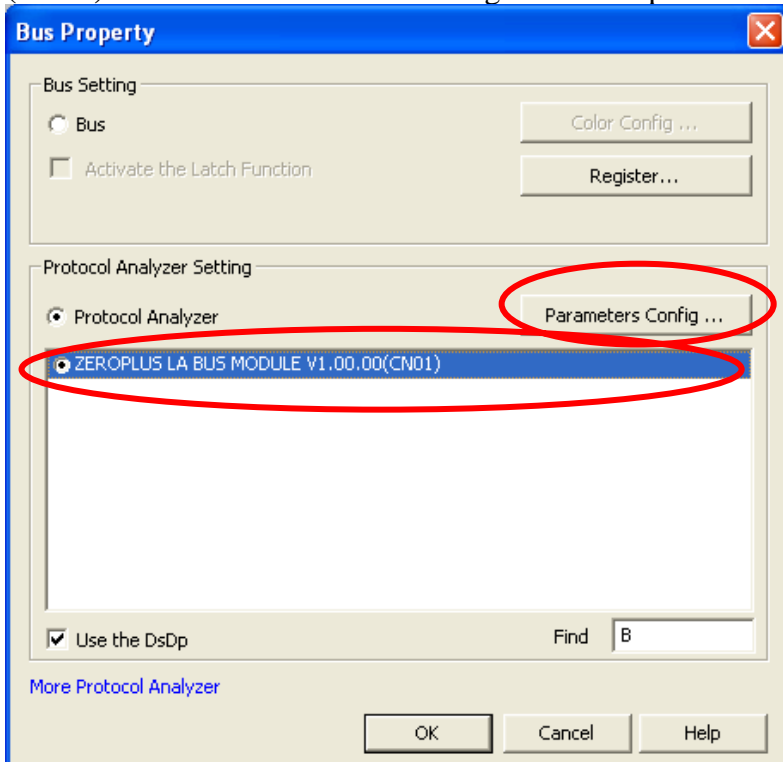 Bus Property
Bus Setting
Bus
Color Config ...
Activate the Latch Function
Register...
Protocol Analyzer Setting
Protocol Analyzer
Parameters Config ...
ZEROPLUS LA BUS MODULE V1.00.00(CN01)
Use the DsDp
Find B
More Protocol Analyzer
OK Cancel Help